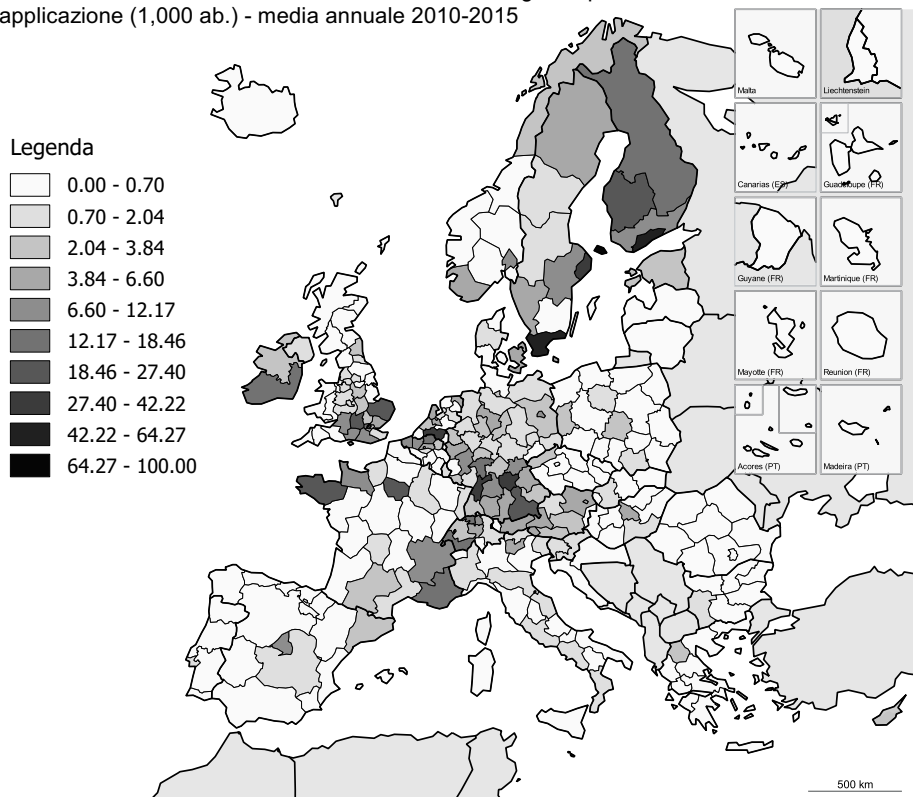 applicazione (1,000 ab.) - media annuale 2010-2015
Legenda
0.00 - 0.70
0.70 - 2.04
2.04 - 3.84
3.84 - 6.60
6.60 - 12.17
12.17 - 18.46
18.46 - 27.40
27.40 - 42.22
42.22 - 64.27
64.27 - 100.00
Malta
Liechtenstein
Canarias (ES)
Guadeloupe (FR)
Guyane (FR)
Martinique (FR)
Mayotte (FR)
Reunion (FR)
Acores (PT)
Madeira (PT)
500 km